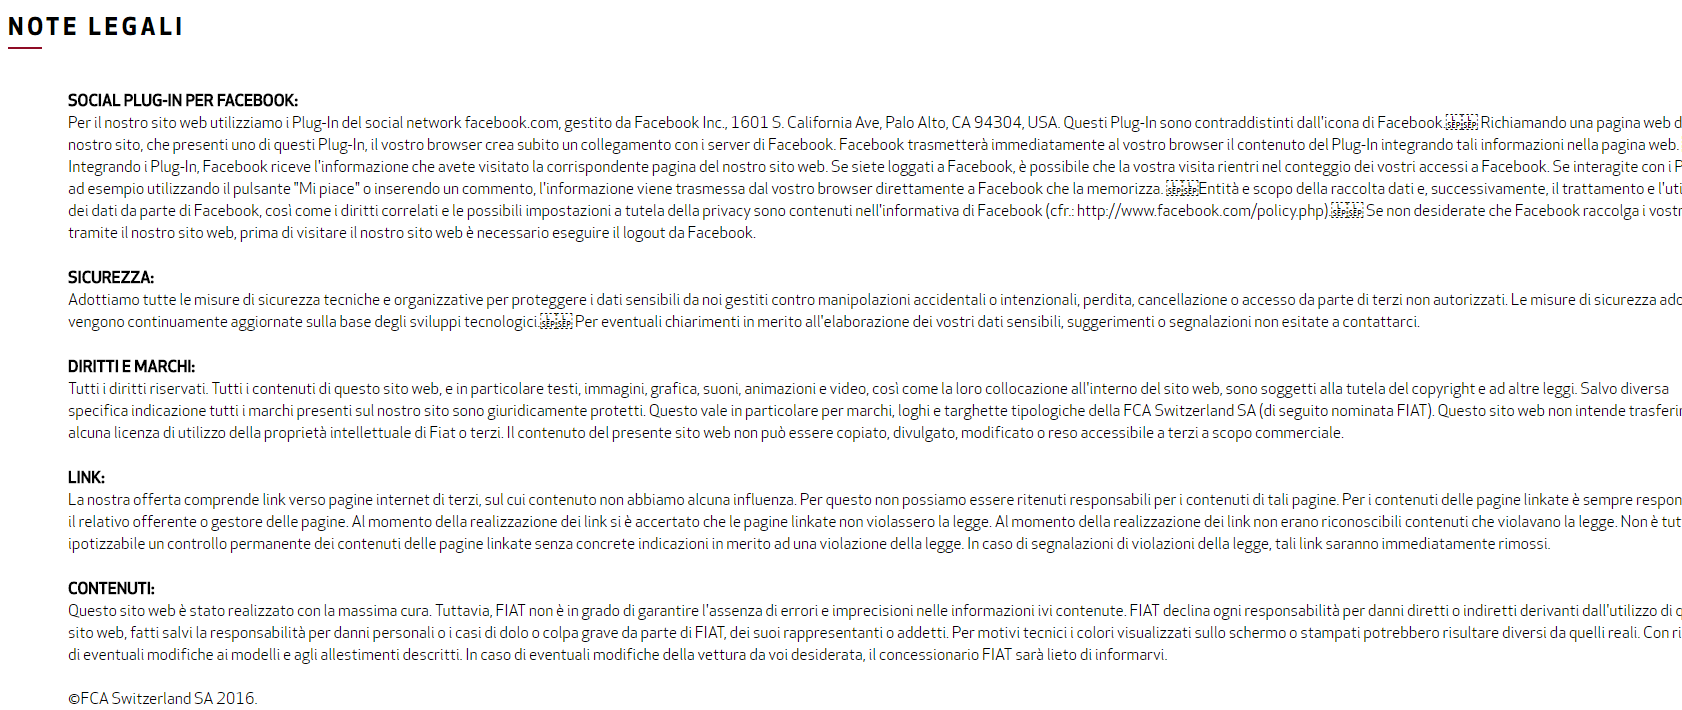 NOTE LEGALI
SOCIAL PLUG-IN PER FACEBOOK:
Per il nostro sito web utilizziamo i Plug-In del social network facebook.com, gestito da Facebook Inc., 1601 S. California Ave, Palo Alto, CA 94304, USA. Questi Plug-In sono contraddistinti dall'icona di Facebook. Richiamando una pagina web
nostro sito, che presenti uno di questi Plug-In, il vostro browser crea subito un collegamento con i server di Facebook. Facebook trasmetterà immediatamente al vostro browser il contenuto del Plug-In integrando tali informazioni nella pagina web.
Integrando i Plug-In, Facebook riceve l'informazione che avete visitato la corrispondente pagina del nostro sito web. Se siete loggati a Facebook, è possibile che la vostra visita rientri nel conteggio dei vostri accessi a Facebook. Se interagite con i
ad esempio utilizzando il pulsante "Mi piace" o inserendo un commento, l'informazione viene trasmessa dal vostro browser direttamente a Facebook che la memorizza. Entità e scopo della raccolta dati e, successivamente, il trattamento e
dei dati da parte di Facebook, così come i diritti correlati e le possibili impostazioni a tutela della privacy sono contenuti nell'informativa di Facebook (cfr.: http://www.facebook.com/policy.php). Se non desiderate che Facebook raccolga i
tramite il nostro sito web, prima di visitare il nostro sito web è necessario eseguire il logout da Facebook.
SICUREZZA:
Adottiamo tutte le misure di sicurezza tecniche e organizzative per proteggere i dati sensibili da noi gestiti contro manipolazioni accidentali o intenzionali, perdita, cancellazione o accesso da parte di terzi non autorizzati. Le misure di sicurezza
vengono continuamente aggiornate sulla base degli sviluppi tecnologici. Per eventuali chiarimenti in merito all'elaborazione dei vostri dati sensibili, suggerimenti o segnalazioni non esitate a contattarci.
DIRITTI E MARCHI:
Tutti i diritti riservati. Tutti i contenuti di questo sito web, e in particolare testi, immagini, grafica, suoni, animazioni e video, così come la loro collocazione all'interno del sito web, sono soggetti alla tutela del copyright e ad altre leggi. Salvo diversa
specifica indicazione tutti i marchi presenti sul nostro sito sono giuridicamente protetti. Questo vale in particolare per marchi, loghi e targhette tipologiche della FCA Switzerland SA (di seguito nominata FIAT). Questo sito web non intende
alcuna licenza di utilizzo della proprietà intellettuale di Fiat o terzi. Il contenuto del presente sito web non può essere copiato, divulgato, modificato o reso accessibile a terzi a scopo commerciale.
LINK:
La nostra offerta comprende link verso pagine internet di terzi, sul cui contenuto non abbiamo alcuna influenza. Per questo non possiamo essere ritenuti responsabili per i contenuti di tali pagine. Per i contenuti delle pagine linkate è sempre
il relativo offerente o gestore delle pagine. Al momento della realizzazione dei link si è accertato che le pagine linkate non violassero la legge. Al momento della realizzazione dei link non erano riconoscibili contenuti che violavano la legge. Non è
ipotizzabile un controllo permanente dei contenuti delle pagine linkate senza concrete indicazioni in merito ad una violazione della legge. In caso di segnalazioni di violazioni della legge, tali link saranno immediatamente rimossi.
CONTENUTI:
Questo sito web è stato realizzato con la massima cura. Tuttavia, FIAT non è in grado di garantire l'assenza di errori e imprecisioni nelle informazioni ivi contenute. FIAT declina ogni responsabilità per danni diretti o indiretti derivanti dall'utilizzo di
sito web, fatti salvi la responsabilità per danni personali o i casi di dolo o colpa grave da parte di FIAT, dei suoi rappresentanti o addetti. Per motivi tecnici i colori visualizzati sullo schermo o stampati potrebbero risultare diversi da quelli reali. Con
di eventuali modifiche ai modelli e agli allestimenti descritti. In caso di eventuali modifiche della vettura da voi desiderata, il concessionario FIAT sarà lieto di informarvi.
©FCA Switzerland SA 2016.